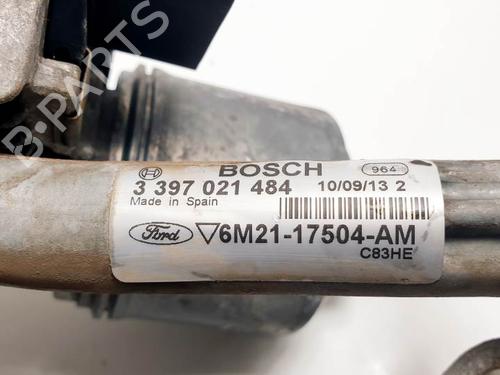 B-PARTS
BOSCH 964
3 397 021 484 10/09/13 2
Made in Spain
Ford 6M21-17504-AM
C83HE